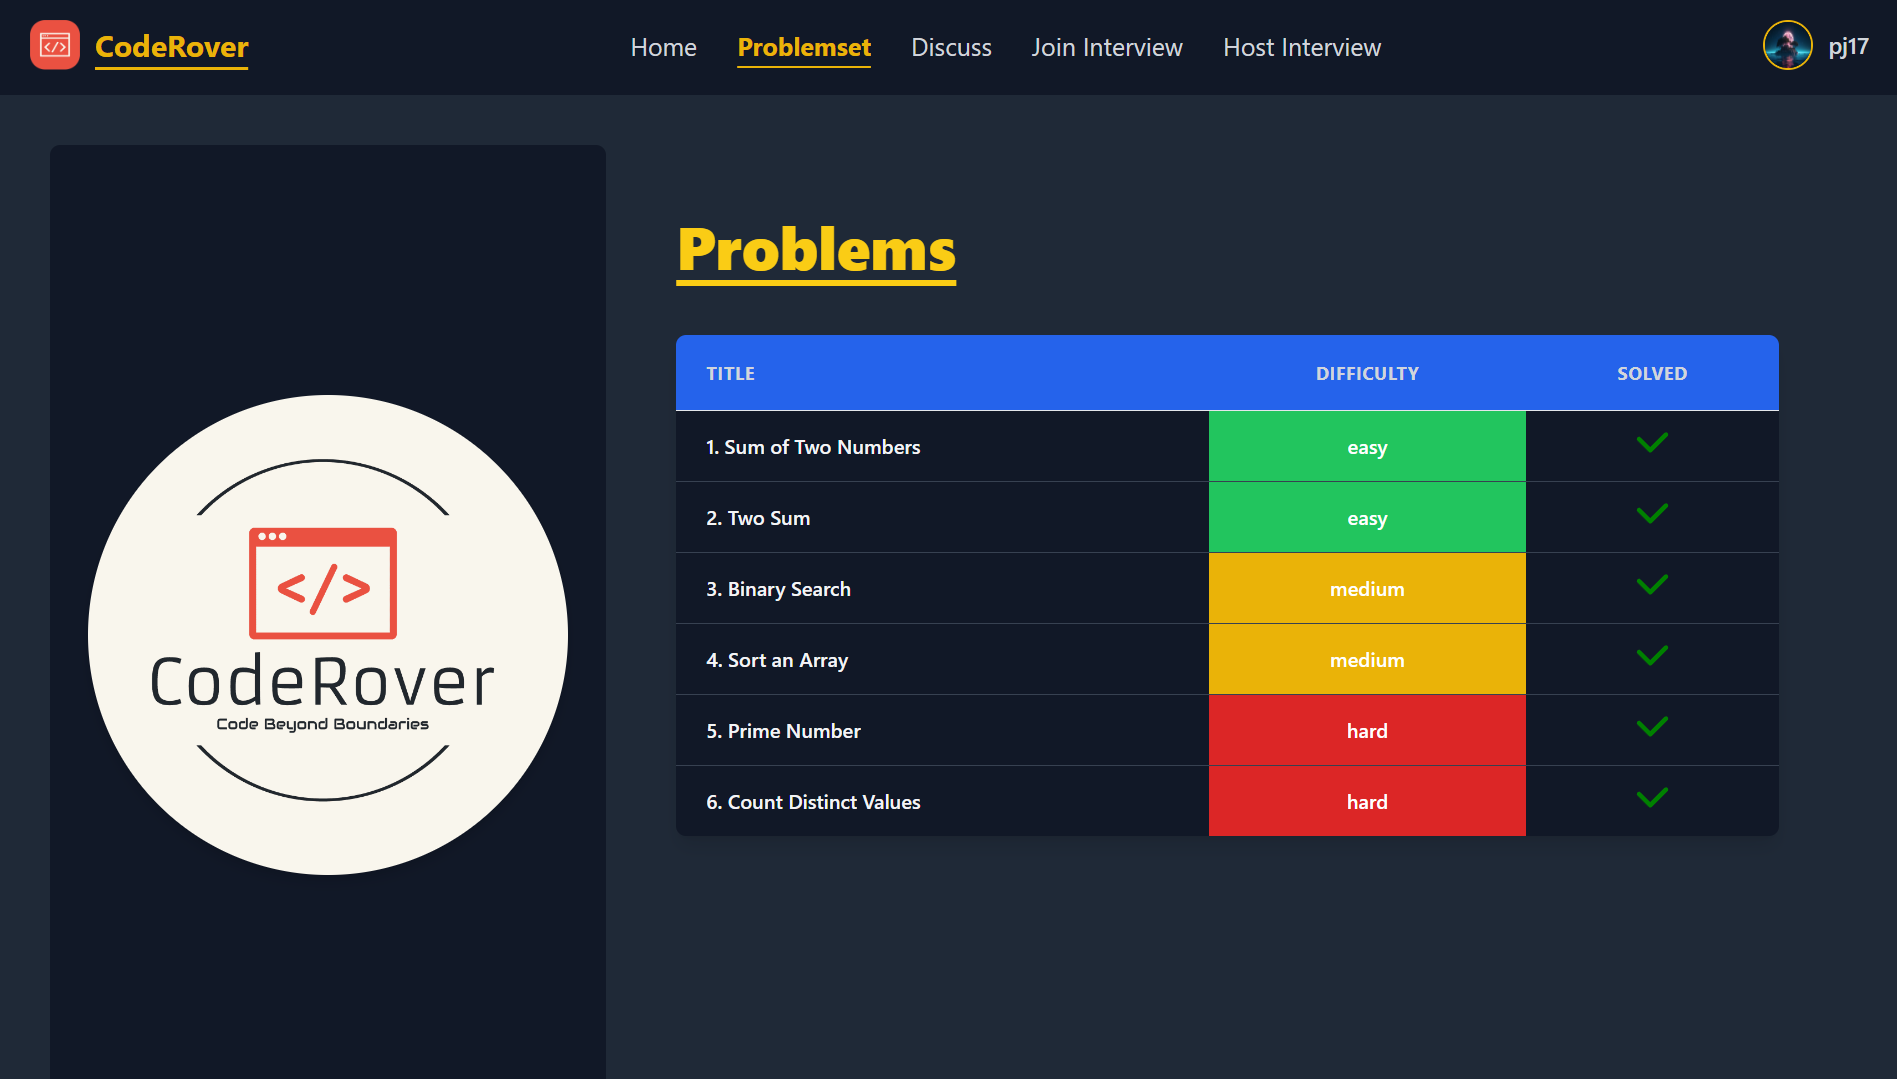 CodeRover
Home Problemset Discuss Join Interview Host Interview
pj17
</>
CodeRover
Code Beyond Boundaries
Problems
TITLE DIFFICULTY SOLVED
1. Sum of Two Numbers easy
2. Two Sum easy
3. Binary Search medium
4. Sort an Array medium
5. Prime Number hard
6. Count Distinct Values hard